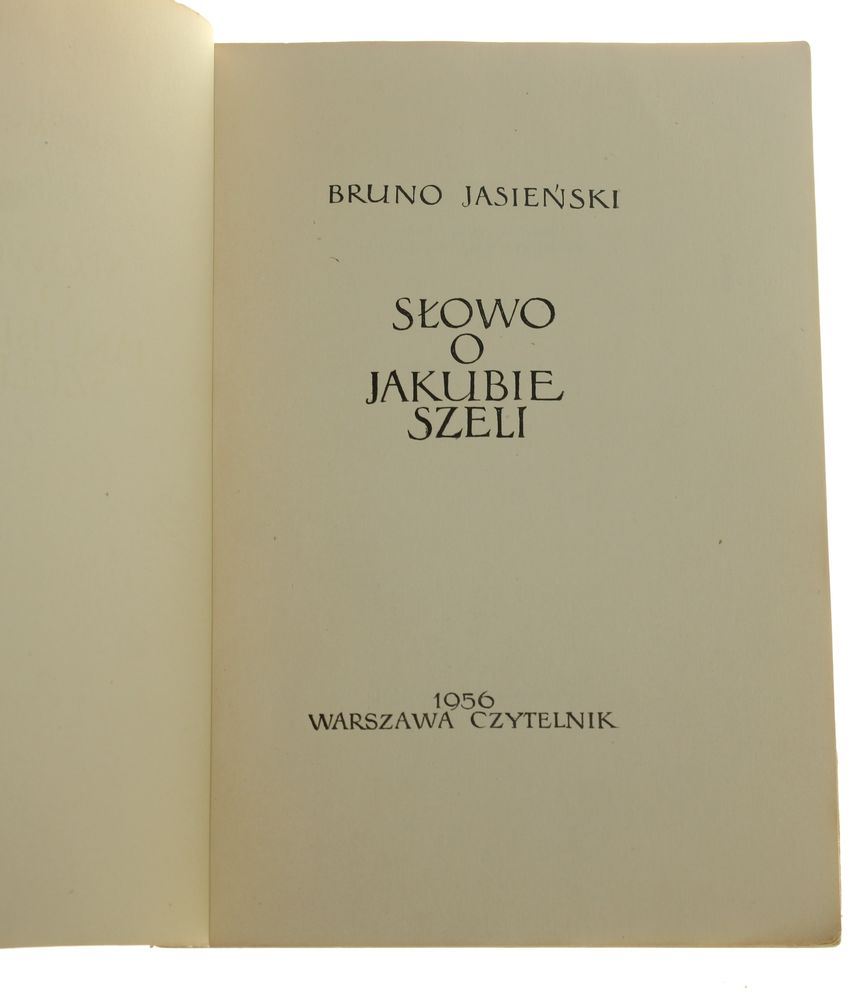 BRUNO JASIEŃSKI
SŁOWO
O
JAKUBIE
SZELI
1956
WARSZAWA CZYTELNIK